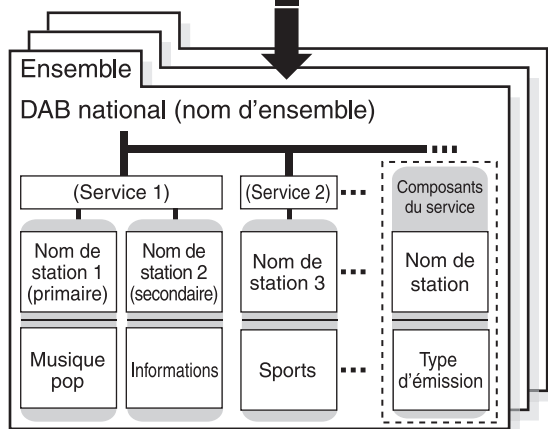 Ensemble
DAB national (nom d'ensemble)
(Service 1)
(Service 2)
Composants
du service
Nom de
station 1
(primaire)
Nom de
station 2
(secondaire)
Nom de
station 3
Nom de
station
Musique
pop
Informations
Sports
Type
d'émission